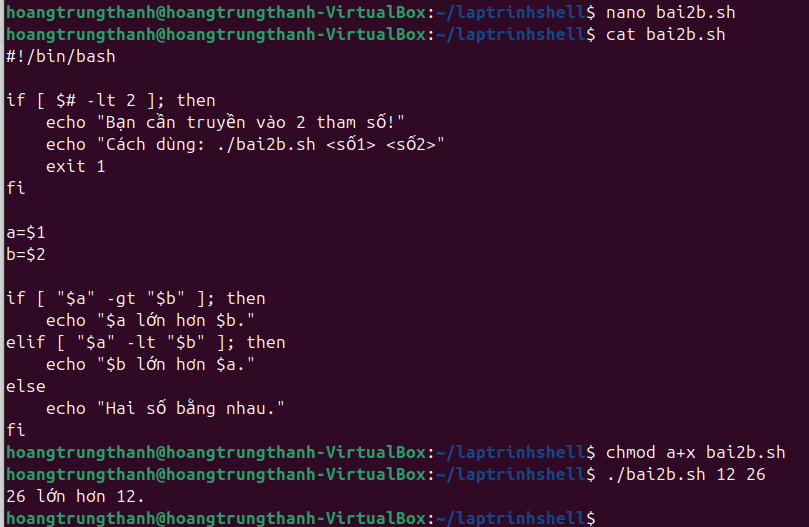 hoangtrungthanh@hoangtrungthanh-VirtualBox:~/laptrinhshell$ nano bai2b.sh
hoangtrungthanh@hoangtrungthanh-VirtualBox:~/laptrinhshell$ cat bai2b.sh
#!/bin/bash

if [ $# -lt 2 ]; then
    echo "Bạn cần truyền vào 2 tham số!"
    echo "Cách dùng: ./bai2b.sh <số1> <số2>"
    exit 1
fi

a=$1
b=$2

if [ "$a" -gt "$b" ]; then
    echo "$a lớn hơn $b."
elif [ "$a" -lt "$b" ]; then
    echo "$b lớn hơn $a."
else
    echo "Hai số bằng nhau."
fi
hoangtrungthanh@hoangtrungthanh-VirtualBox:~/laptrinhshell$ chmod a+x bai2b.sh
hoangtrungthanh@hoangtrungthanh-VirtualBox:~/laptrinhshell$ ./bai2b.sh 12 26
26 lớn hơn 12.
hoangtrungthanh@hoangtrungthanh-VirtualBox:~/laptrinhshell$